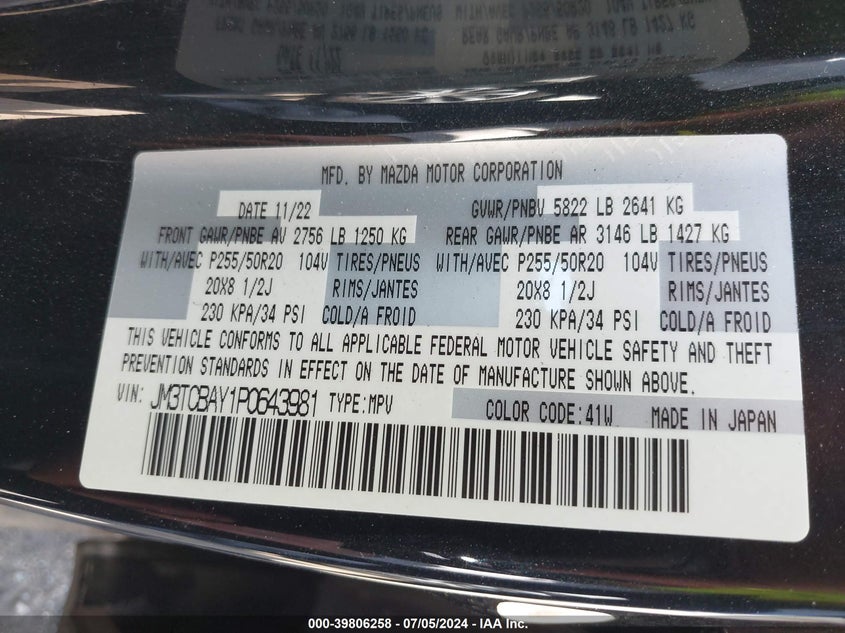 MFD. BY MAZDA MOTOR CORPORATION
DATE 11/22 GVWR/PNBV 5822 LB 2641 KG
FRONT GAWR/PNBE AV 2756 LB 1250 KG REAR GAWR/PNBE AR 3146 LB 1427 KG
WITH/AVEC P255/50R20 104V TIRES/PNEUS WITH/AVEC P255/50R20 104V TIRES/PNEUS
20X8 1/2J RIMS/JANTES 20X8 1/2J RIMS/JANTES
230 KPA/34 PSI COLD/A FROID 230 KPA/34 PSI COLD/A FROID
THIS VEHICLE CONFORMS TO ALL APPLICABLE FEDERAL MOTOR VEHICLE SAFETY AND THEFT
PREVENTION STANDARDS IN EFFECT ON THE DATE OF MANUFACTURE SHOWN ABOVE.
VIN: JM3TCBAY1P0643981 TYPE:MPV COLOR CODE:41W MADE IN JAPAN
000-39806258 - 07/05/2024 - IAA Inc.